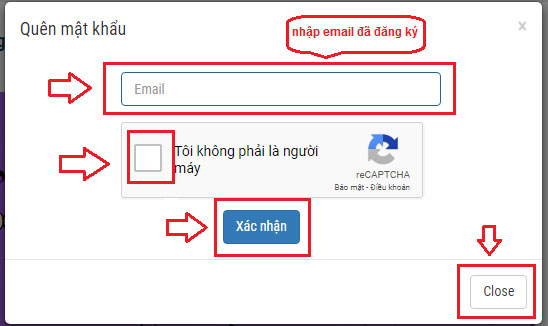 Quên mật khẩu
×
nhập email đã đăng ký
Email
Tôi không phải là người
máy
reCAPTCHA
Bảo mật - Điều khoản
Xác nhận
Close